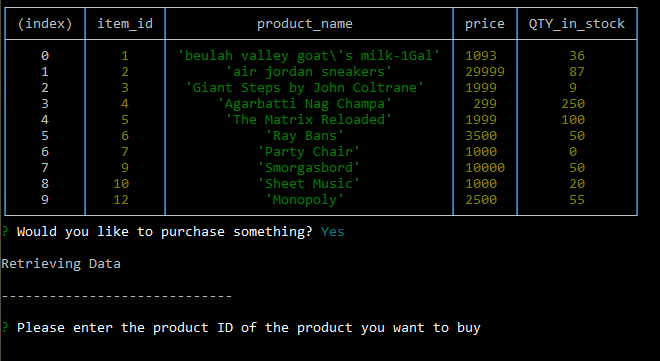 (index) item_id product_name price QTY_in_stock
0 1 'beulah valley goat\'s milk-1Gal' 1093 36
1 2 'air jordan sneakers' 29999 87
2 3 'Giant Steps by John Coltrane' 1999 9
3 4 'Agarbatti Nag Champa' 299 250
4 5 'The Matrix Reloaded' 1999 100
5 6 'Ray Bans' 3500 50
6 7 'Party Chair' 1000 0
7 9 'Smorgasbord' 10000 50
8 10 'Sheet Music' 1000 20
9 12 'Monopoly' 2500 55
? Would you like to purchase something? Yes
Retrieving Data
-----------------------------
? Please enter the product ID of the product you want to buy